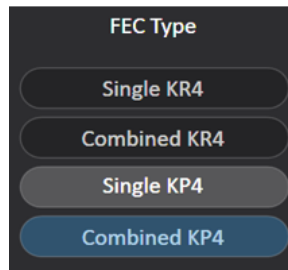 FEC Type
Single KR4
Combined KR4
Single KP4
Combined KP4